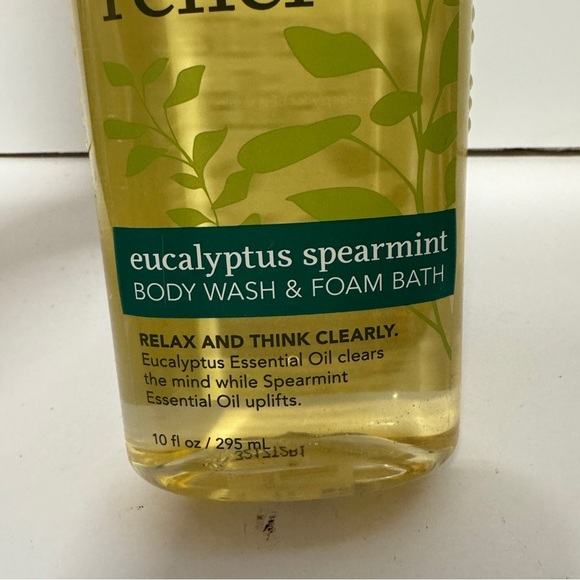 relief
eucalyptus spearmint
BODY WASH & FOAM BATH
RELAX AND THINK CLEARLY.
Eucalyptus Essential Oil clears
the mind while Spearmint
Essential Oil uplifts.
10 fl oz / 295 mL